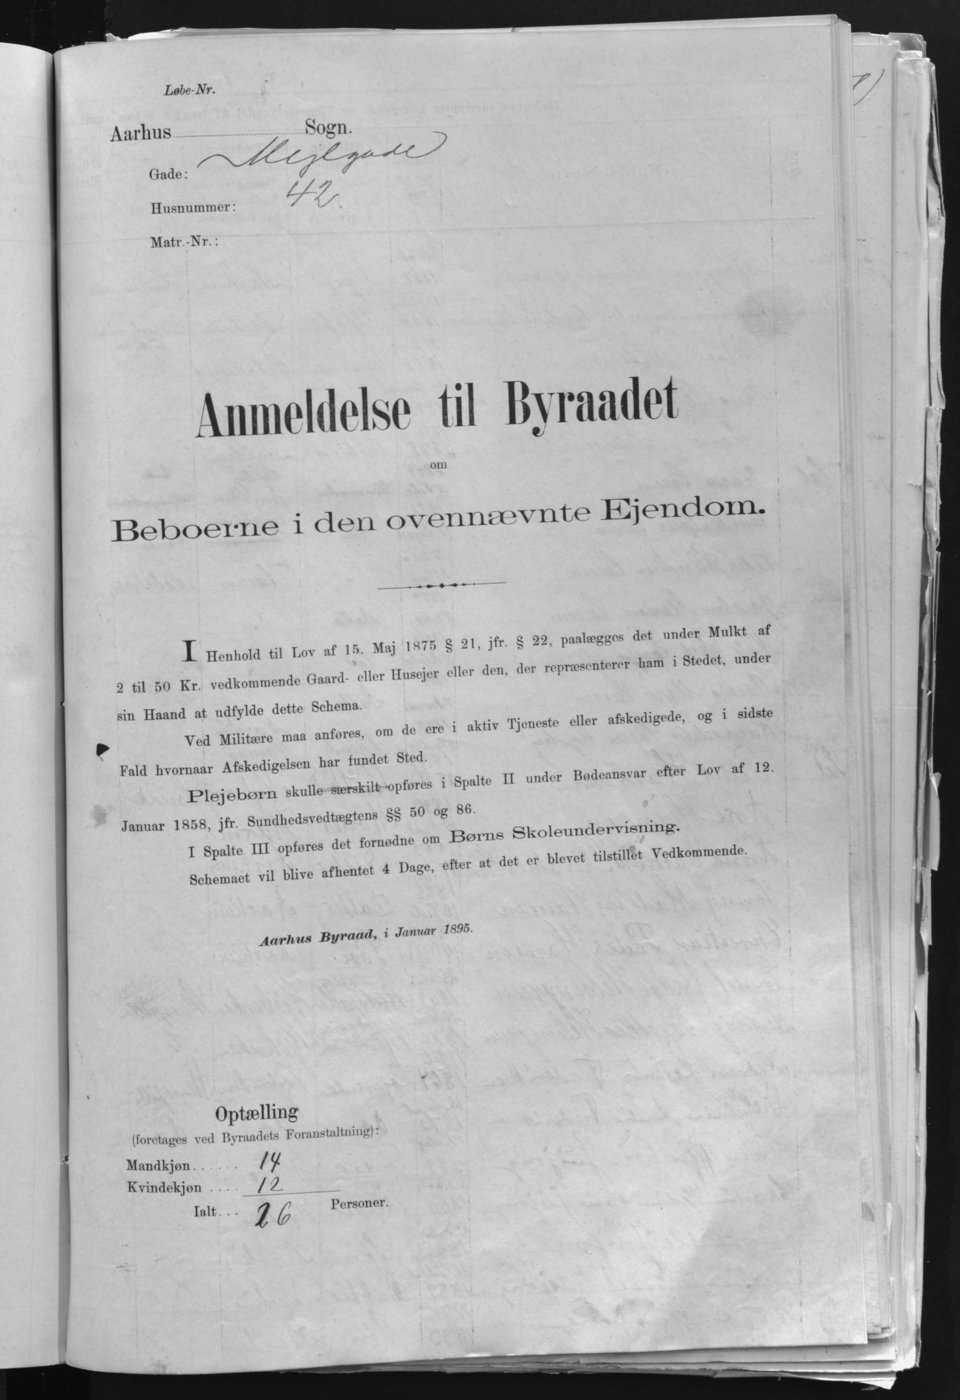 Løbe-Nr.
Aarhus Sogn.
Gade: Mejlgade
Husnummer: 42.
Matr.-Nr.:
Anmeldelse til Byraadet
om
Beboerne i den ovennævnte Ejendom.
I Henhold til Lov af 15. Maj 1875 § 21, jfr. § 22, paalægges det under Mulkt af
2 til 50 Kr. vedkommende Gaard- eller Husejer eller den, der repræsenterer ham i Stedet, under
sin Haand at udfylde dette Schema.
Ved Militære maa anføres, om de ere i aktiv Tjeneste eller afskedigede, og i sidste
Fald hvornaar Afskedigelsen har fundet Sted.
Plejebørn skulle særskilt opføres i Spalte II under Bødeansvar efter Lov af 12.
Januar 1858, jfr. Sundhedsvedtægtens §§ 50 og 86.
I Spalte III opføres det fornødne om Børns Skoleundervisning.
Schemaet vil blive afhentet 4 Dage, efter at det er blevet tilstillet Vedkommende.
Aarhus Byraad, i Januar 1895.
Optælling
(foretages ved Byraadets Foranstaltning):
Mandkjøn...... 14
Kvindekjøn .... 12
Ialt... 26 Personer.